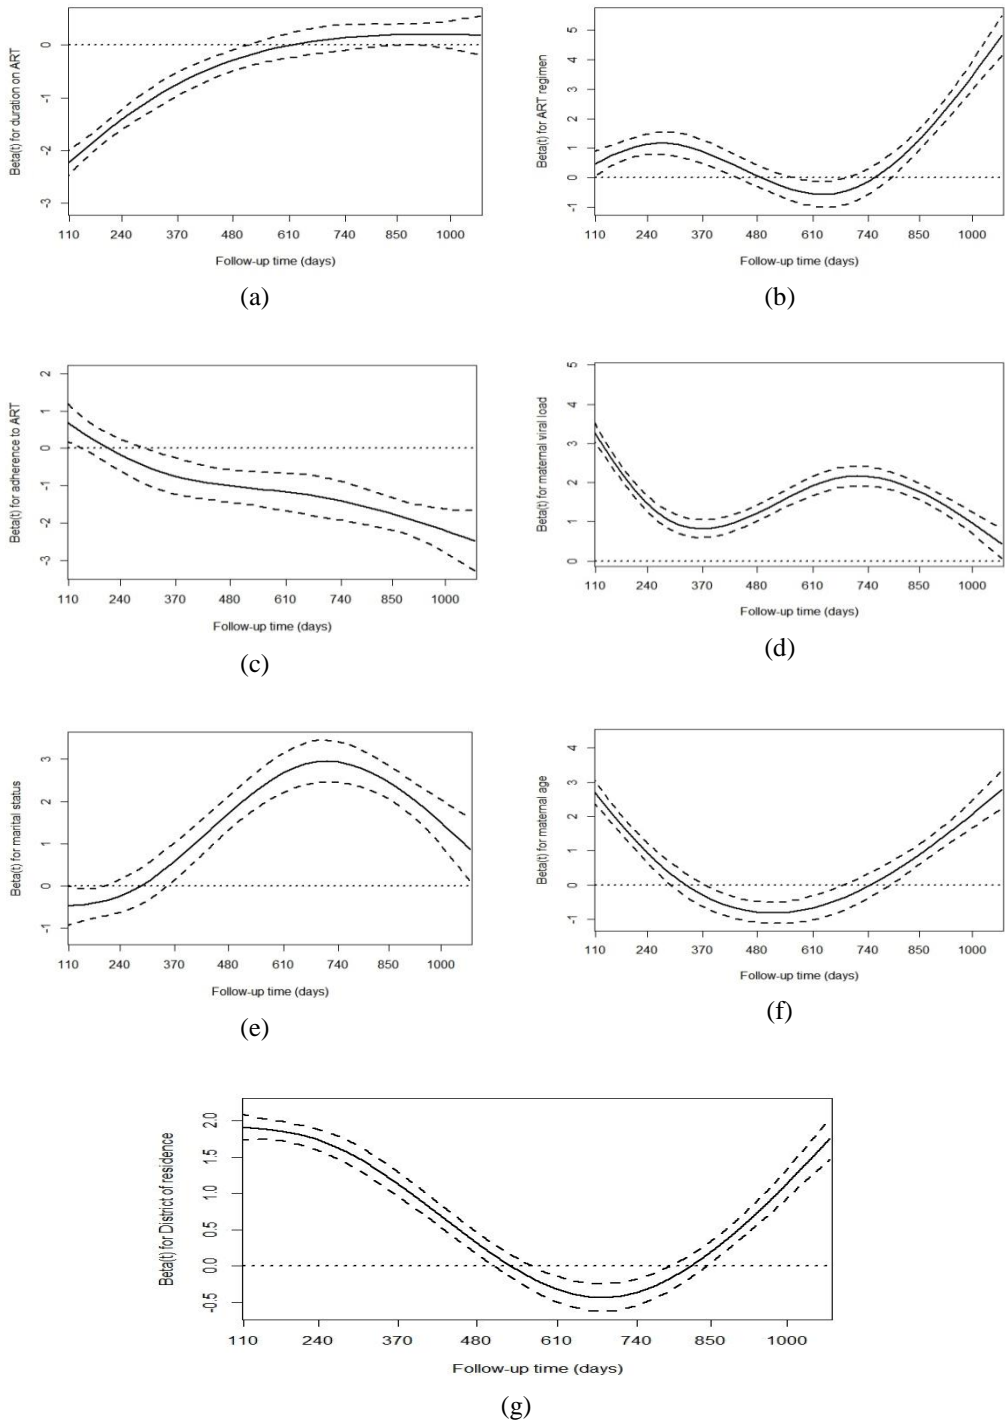 Beta(t) for duration on ART
0
-1
-2
-3
110 240 370 480 610 740 850 1000
Follow-up time (days)
(a)
Beta(t) for ART regimen
5
4
3
2
1
0
-1
110 240 370 480 610 740 850 1000
Follow-up time (days)
(b)
Beta(t) for adherence to ART
2
1
0
-1
-2
-3
110 240 370 480 610 740 850 1000
Follow-up time (days)
(c)
Beta(t) for maternal viral load
5
4
3
2
1
0
110 240 370 480 610 740 850 1000
Follow-up time (days)
(d)
Beta(t) for marital status
3
2
1
0
-1
110 240 370 480 610 740 850 1000
Follow-up time (days)
(e)
Beta(t) for maternal age
4
3
2
1
0
-1
110 240 370 480 610 740 850 1000
Follow-up time (days)
(f)
Beta(t) for District of residence
2.0
1.5
1.0
0.5
0.0
-0.5
110 240 370 480 610 740 850 1000
Follow-up time (days)
(g)